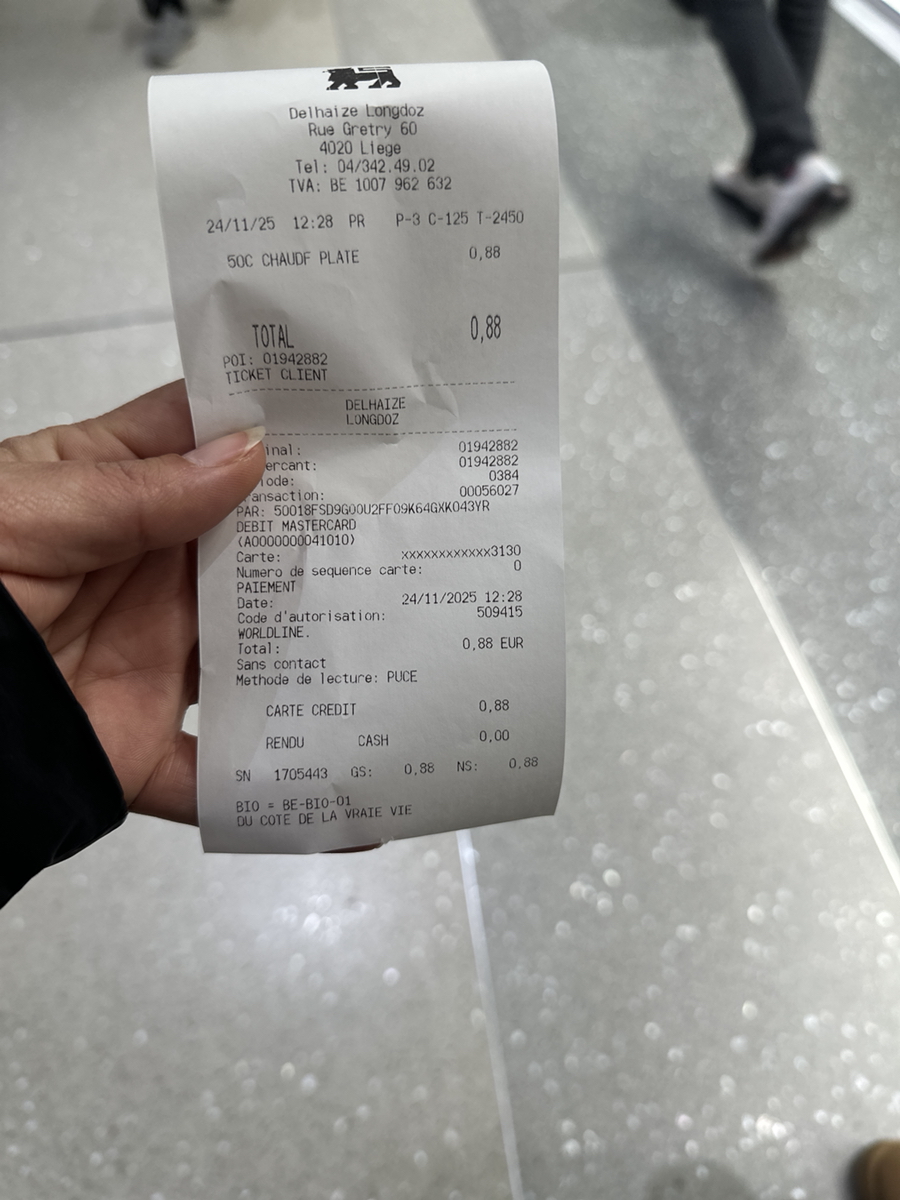 Delhaize Longdoz
Rue Gretry 60
4020 Liege
Tel: 04/342.49.02
TVA: BE 1007 962 632
24/11/25 12:28 PR P-3 C-125 T-2450
50C CHAUDF PLATE 0,88
TOTAL 0,88
POI: 01942882
TICKET CLIENT
DELHAIZE
LONGDOZ
inal: 01942882
ercant: 01942882
iode: 0384
ansaction: 00056027
PAR: 50018FSD9G00U2FF09K64GXK043YR
DEBIT MASTERCARD
(A0000000041010)
Carte: xxxxxxxxxxxx3130
Numero de sequence carte: 0
PAIEMENT
Date: 24/11/2025 12:28
Code d'autorisation: 509415
WORLDLINE.
Total: 0,88 EUR
Sans contact
Methode de lecture: PUCE
CARTE CREDIT 0,88
RENDU CASH 0,00
SN 1705443 GS: 0,88 NS: 0,88
BIO = BE-BIO-01
DU COTE DE LA VRAIE VIE